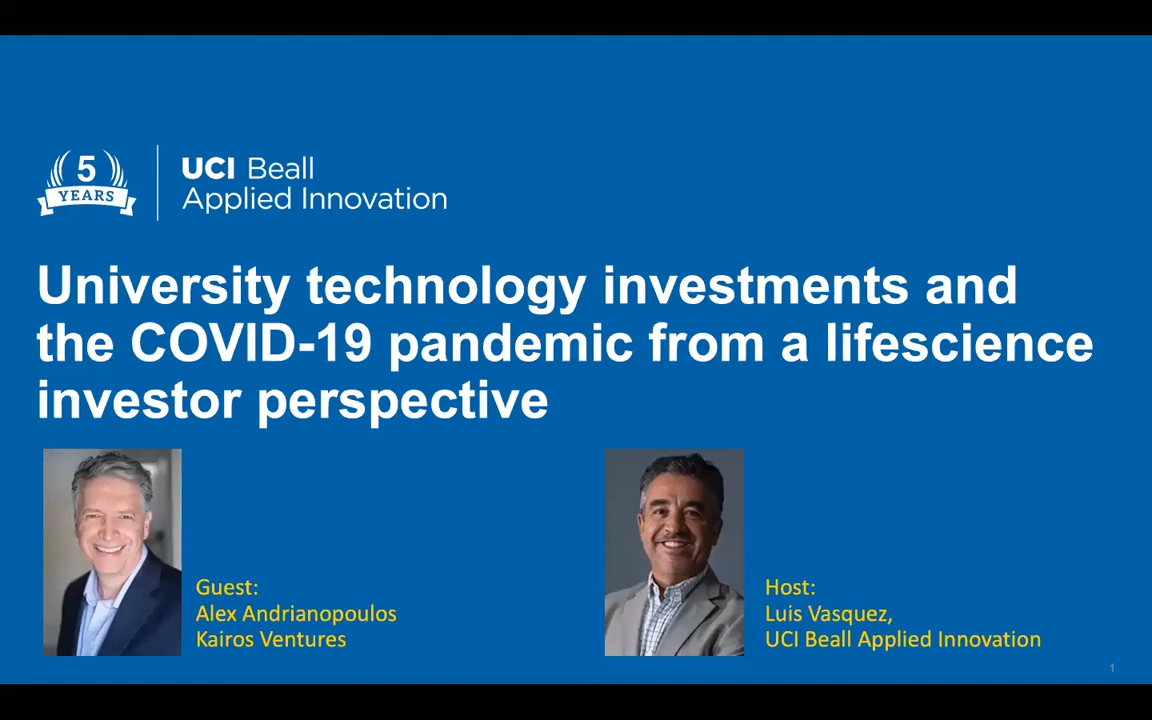 5
YEARS
UCI Beall
Applied Innovation
University technology investments and
the COVID-19 pandemic from a lifescience
investor perspective
Guest:
Alex Andrianopoulos
Kairos Ventures
Host:
Luis Vasquez,
UCI Beall Applied Innovation
1